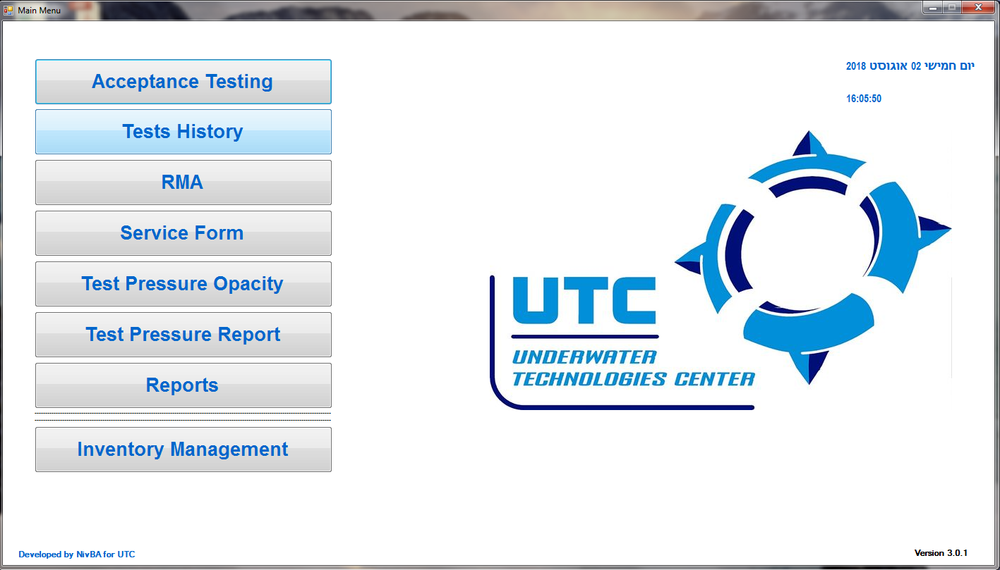 Main Menu
יום חמישי 02 אוגוסט 2018
16:05:50
Acceptance Testing
Tests History
RMA
Service Form
Test Pressure Opacity
Test Pressure Report
Reports
Inventory Management
UTC
UNDERWATER
TECHNOLOGIES CENTER
Developed by NivBA for UTC
Version 3.0.1